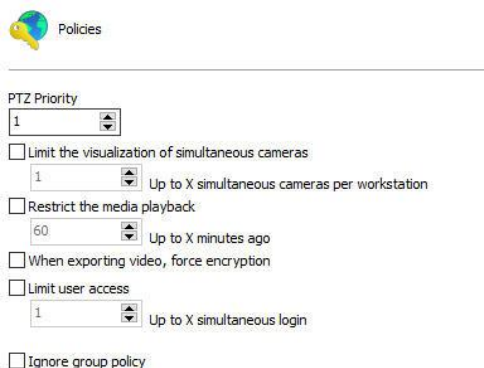 Policies
PTZ Priority
1
Limit the visualization of simultaneous cameras
1 Up to X simultaneous cameras per workstation
Restrict the media playback
60 Up to X minutes ago
When exporting video, force encryption
Limit user access
1 Up to X simultaneous login
Ignore group policy